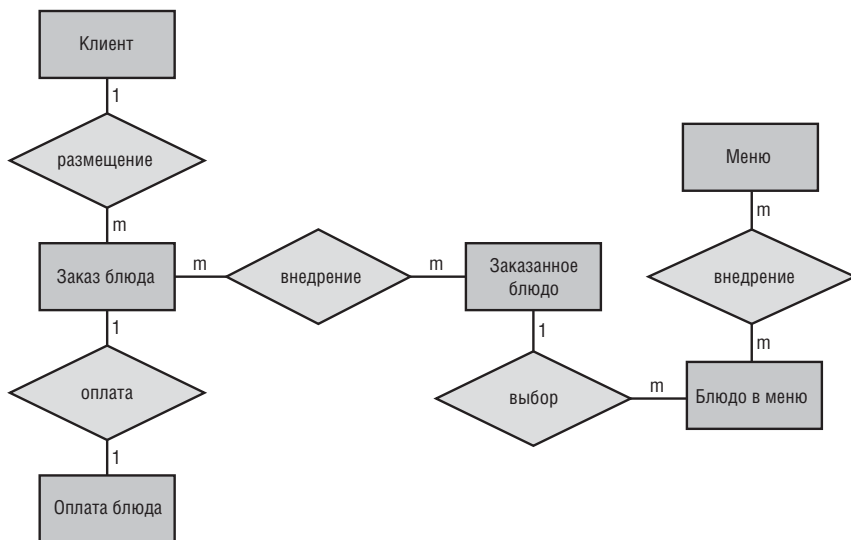 Клиент
1
размещение
m
Меню
m
Заказ блюда
m
внедрение
m
Заказанное
блюдо
внедрение
1
1
m
оплата
выбор
m
Блюдо в меню
1
Оплата блюда